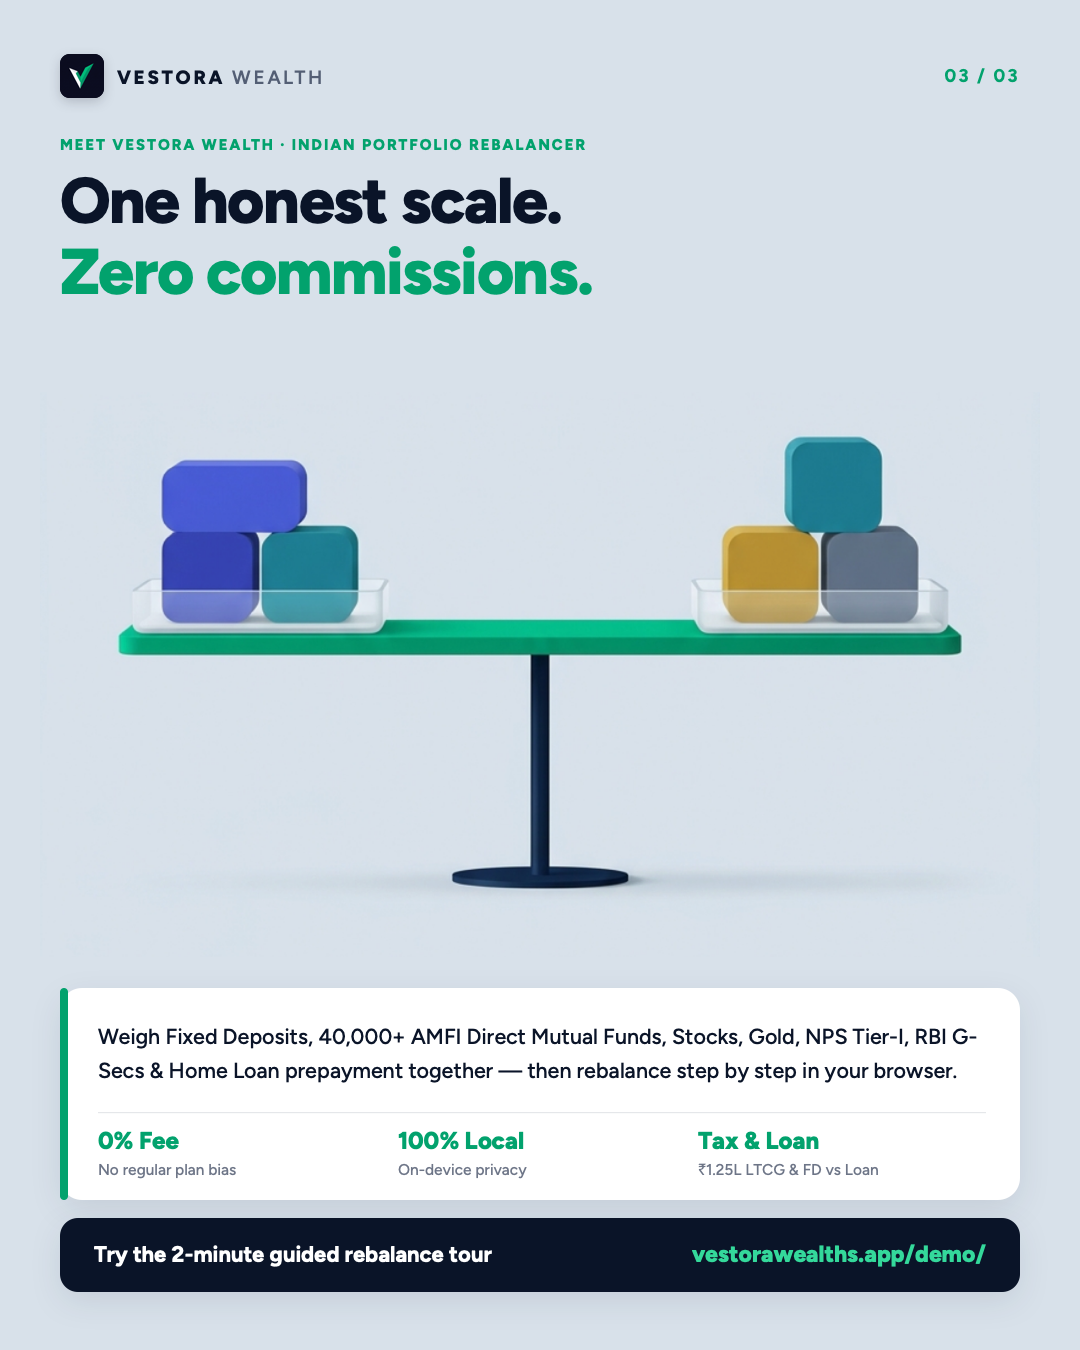 VESTORA WEALTH
03 / 03
MEET VESTORA WEALTH · INDIAN PORTFOLIO REBALANCER
One honest scale.
Zero commissions.
Weigh Fixed Deposits, 40,000+ AMFI Direct Mutual Funds, Stocks, Gold, NPS Tier-I, RBI G-
Secs & Home Loan prepayment together — then rebalance step by step in your browser.
0% Fee
No regular plan bias
100% Local
On-device privacy
Tax & Loan
₹1.25L LTCG & FD vs Loan
Try the 2-minute guided rebalance tour
vestorawealths.app/demo/